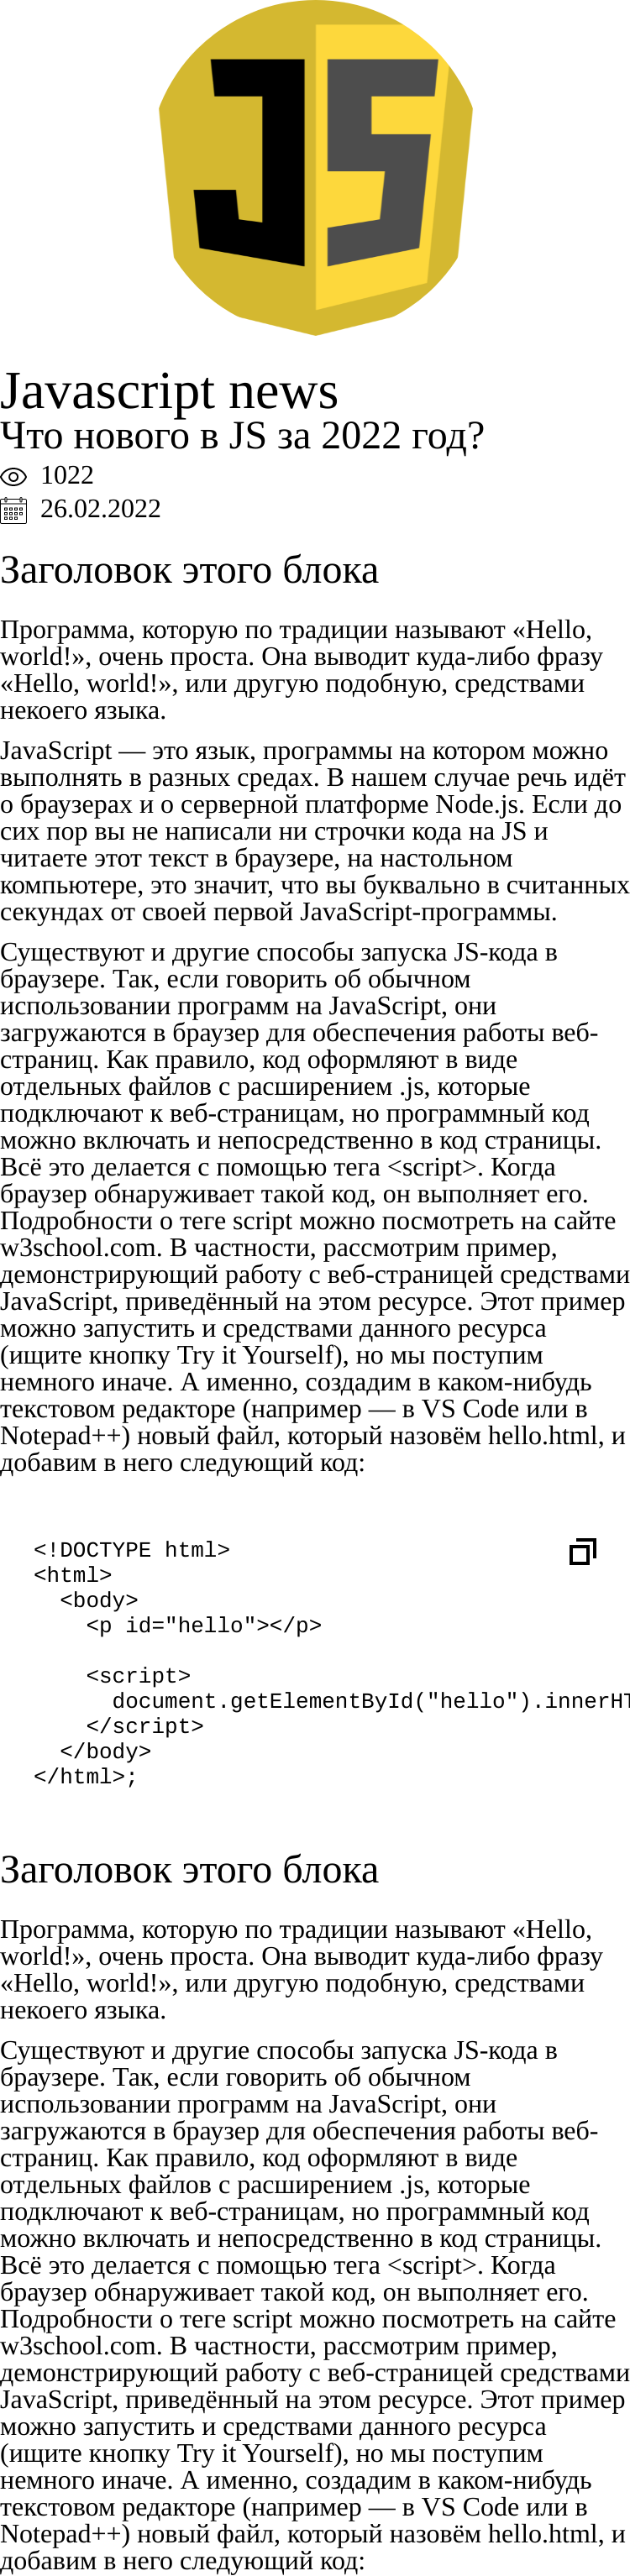 JS
Javascript news
Что нового в JS за 2022 год?
1022
26.02.2022
Заголовок этого блока
Программа, которую по традиции называют «Hello,
world!», очень проста. Она выводит куда-либо фразу
«Hello, world!», или другую подобную, средствами
некоего языка.
JavaScript — это язык, программы на котором можно
выполнять в разных средах. В нашем случае речь идёт
о браузерах и о серверной платформе Node.js. Если до
сих пор вы не написали ни строчки кода на JS и
читаете этот текст в браузере, на настольном
компьютере, это значит, что вы буквально в считанных
секундах от своей первой JavaScript-программы.
Существуют и другие способы запуска JS-кода в
браузере. Так, если говорить об обычном
использовании программ на JavaScript, они
загружаются в браузер для обеспечения работы веб-
страниц. Как правило, код оформляют в виде
отдельных файлов с расширением .js, которые
подключают к веб-страницам, но программный код
можно включать и непосредственно в код страницы.
Всё это делается с помощью тега <script>. Когда
браузер обнаруживает такой код, он выполняет его.
Подробности о теге script можно посмотреть на сайте
w3school.com. В частности, рассмотрим пример,
демонстрирующий работу с веб-страницей средствами
JavaScript, приведённый на этом ресурсе. Этот пример
можно запустить и средствами данного ресурса
(ищите кнопку Try it Yourself), но мы поступим
немного иначе. А именно, создадим в каком-нибудь
текстовом редакторе (например — в VS Code или в
Notepad++) новый файл, который назовём hello.html, и
добавим в него следующий код:
<!DOCTYPE html>
<html>
  <body>
    <p id="hello"></p>
    <script>
      document.getElementById("hello").innerHT
    </script>
  </body>
</html>;
Заголовок этого блока
Программа, которую по традиции называют «Hello,
world!», очень проста. Она выводит куда-либо фразу
«Hello, world!», или другую подобную, средствами
некоего языка.
Существуют и другие способы запуска JS-кода в
браузере. Так, если говорить об обычном
использовании программ на JavaScript, они
загружаются в браузер для обеспечения работы веб-
страниц. Как правило, код оформляют в виде
отдельных файлов с расширением .js, которые
подключают к веб-страницам, но программный код
можно включать и непосредственно в код страницы.
Всё это делается с помощью тега <script>. Когда
браузер обнаруживает такой код, он выполняет его.
Подробности о теге script можно посмотреть на сайте
w3school.com. В частности, рассмотрим пример,
демонстрирующий работу с веб-страницей средствами
JavaScript, приведённый на этом ресурсе. Этот пример
можно запустить и средствами данного ресурса
(ищите кнопку Try it Yourself), но мы поступим
немного иначе. А именно, создадим в каком-нибудь
текстовом редакторе (например — в VS Code или в
Notepad++) новый файл, который назовём hello.html, и
добавим в него следующий код: